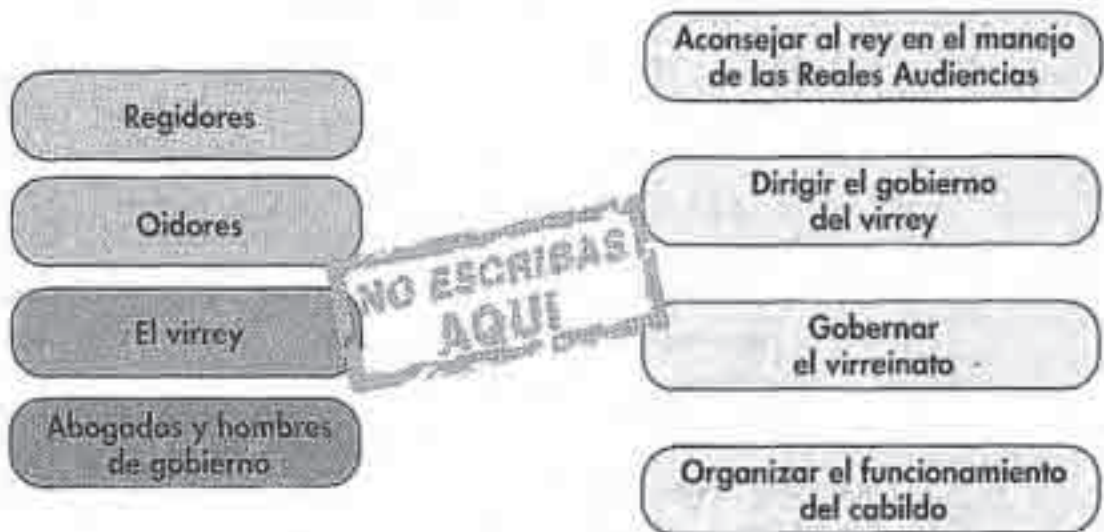 Regidores
Oidores
El virrey
Abogados y hombres
de gobierno
NO ESCRIBAS
AQUI
Aconsejar al rey en el manejo
de las Reales Audiencias
Dirigir el gobierno
del virrey
Gobernar
el virreinato
Organizar el funcionamiento
del cabildo